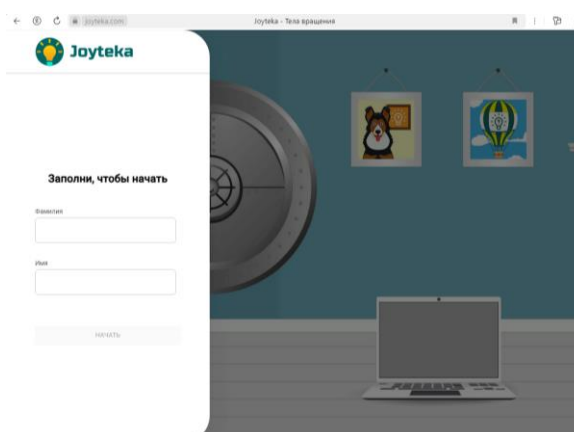 joyteka.com
Joyteka - Тела вращения
Joyteka
Заполни, чтобы начать
Фамилия
Имя
НАЧАТЬ